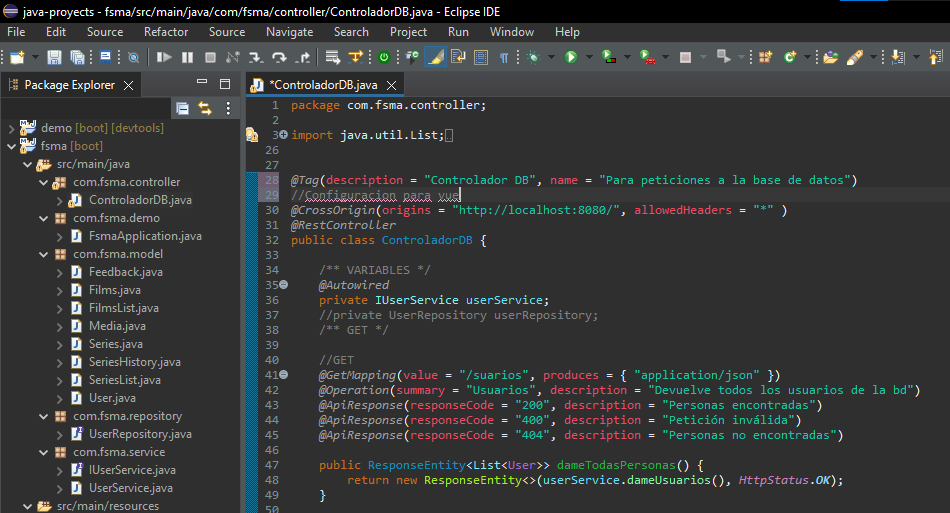 java-proyects - fsma/src/main/java/com/fsma/controller/ControladorDB.java - Eclipse IDE
File Edit Source Refactor Source Navigate Search Project Run Window Help
Package Explorer
demo [boot] [devtools]
fsma [boot]
src/main/java
com.fsma.controller
ControladorDB.java
com.fsma.demo
FsmaApplication.java
com.fsma.model
Feedback.java
Films.java
FilmsList.java
Media.java
Series.java
SeriesHistory.java
SeriesList.java
User.java
com.fsma.repository
UserRepository.java
com.fsma.service
IUserService.java
UserService.java
src/main/resources
*ControladorDB.java
1 package com.fsma.controller;
2
3 import java.util.List;
26
27
28 @Tag(description = "Controlador DB", name = "Para peticiones a la base de datos")
29 //Configuracion para vue
30 @CrossOrigin(origins = "http://localhost:8080/", allowedHeaders = "*" )
31 @RestController
32 public class ControladorDB {
33
34 /** VARIABLES */
35 @Autowired
36 private IUserService userService;
37 //private UserRepository userRepository;
38 /** GET */
39
40 //GET
41 @GetMapping(value = "/suarios", produces = { "application/json" })
42 @Operation(summary = "Usuarios", description = "Devuelve todos los usuarios de la bd")
43 @ApiResponse(responseCode = "200", description = "Personas encontradas")
44 @ApiResponse(responseCode = "400", description = "Petición inválida")
45 @ApiResponse(responseCode = "404", description = "Personas no encontradas")
46
47 public ResponseEntity<List<User>> dameTodasPersonas() {
48 return new ResponseEntity<>(userService.dameUsuarios(), HttpStatus.OK);
49 }
50